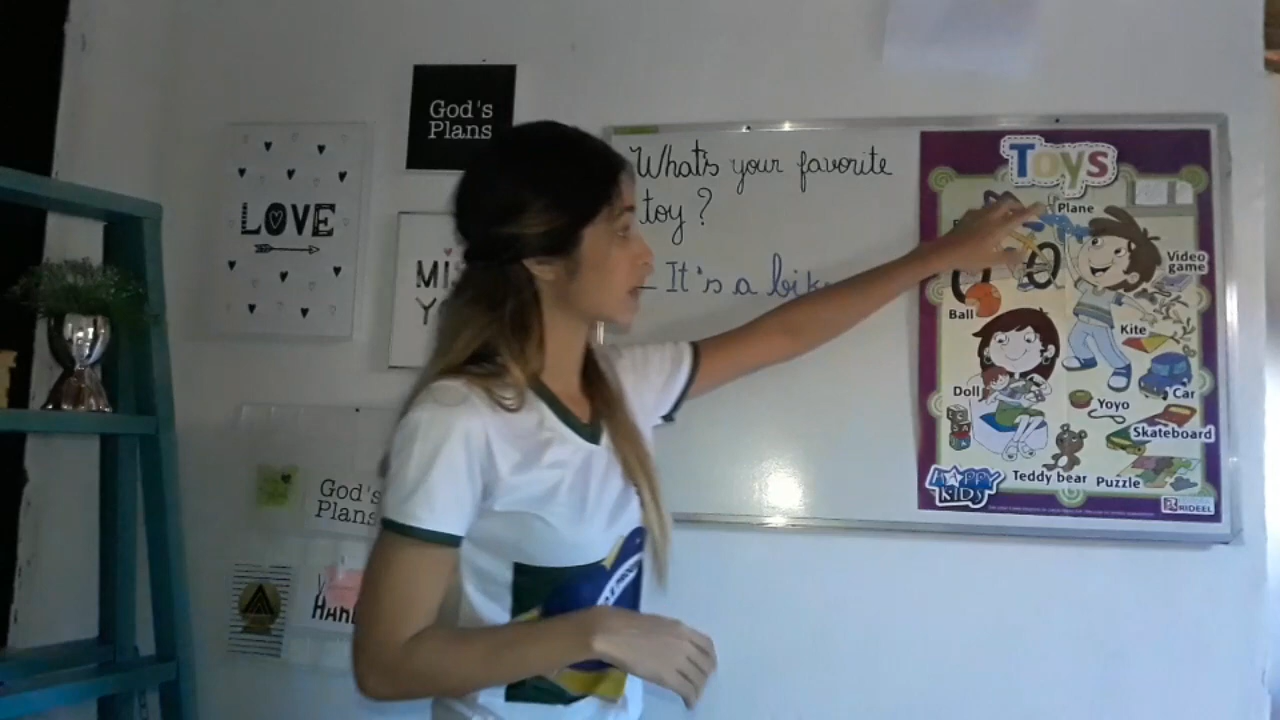 God's
Plans
LOVE
What's your favorite
toy?
It's a bike
TOYS
Plane
Video
game
Ball
Kite
Doll
Car
Yoyo
Skateboard
Teddy bear
Puzzle
HAPPY
KIDS
RIDEEL
God's
Plans